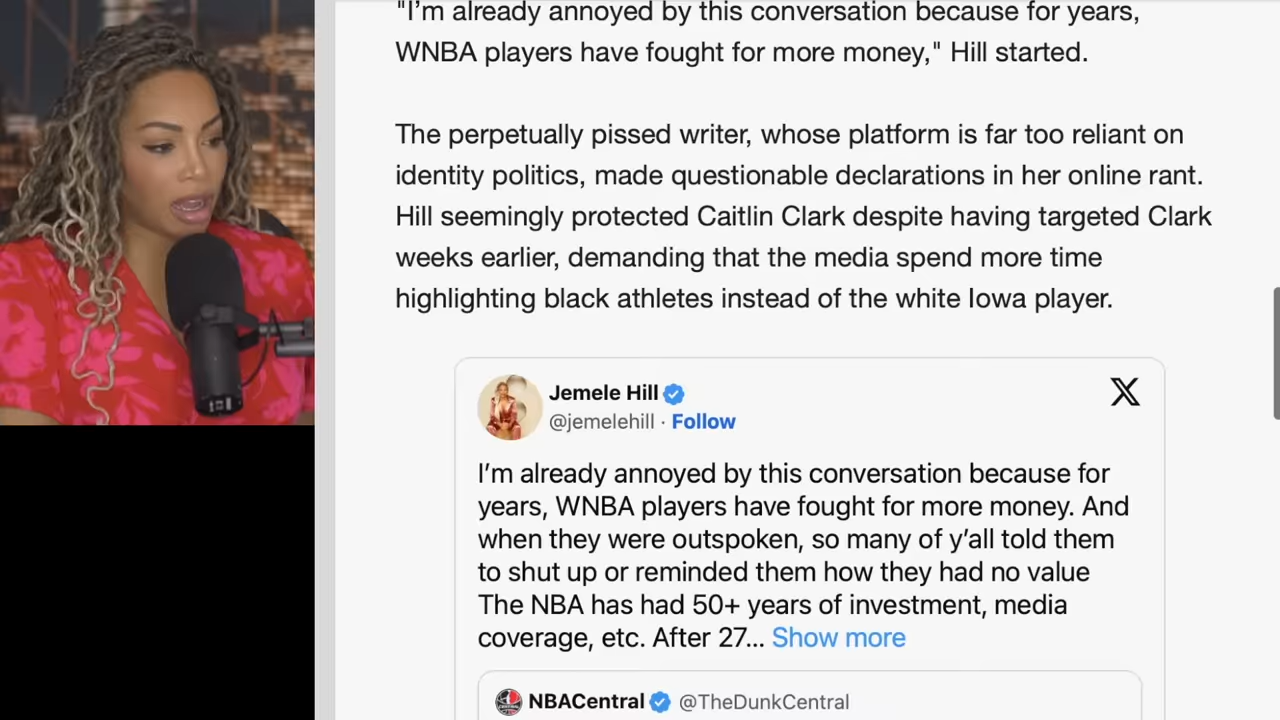 "I’m already annoyed by this conversation because for years,
WNBA players have fought for more money," Hill started.
The perpetually pissed writer, whose platform is far too reliant on
identity politics, made questionable declarations in her online rant.
Hill seemingly protected Caitlin Clark despite having targeted Clark
weeks earlier, demanding that the media spend more time
highlighting black athletes instead of the white Iowa player.
Jemele Hill
@jemelehill · Follow
I’m already annoyed by this conversation because for
years, WNBA players have fought for more money. And
when they were outspoken, so many of y’all told them
to shut up or reminded them how they had no value
The NBA has had 50+ years of investment, media
coverage, etc. After 27... Show more
NBACentral @TheDunkCentral